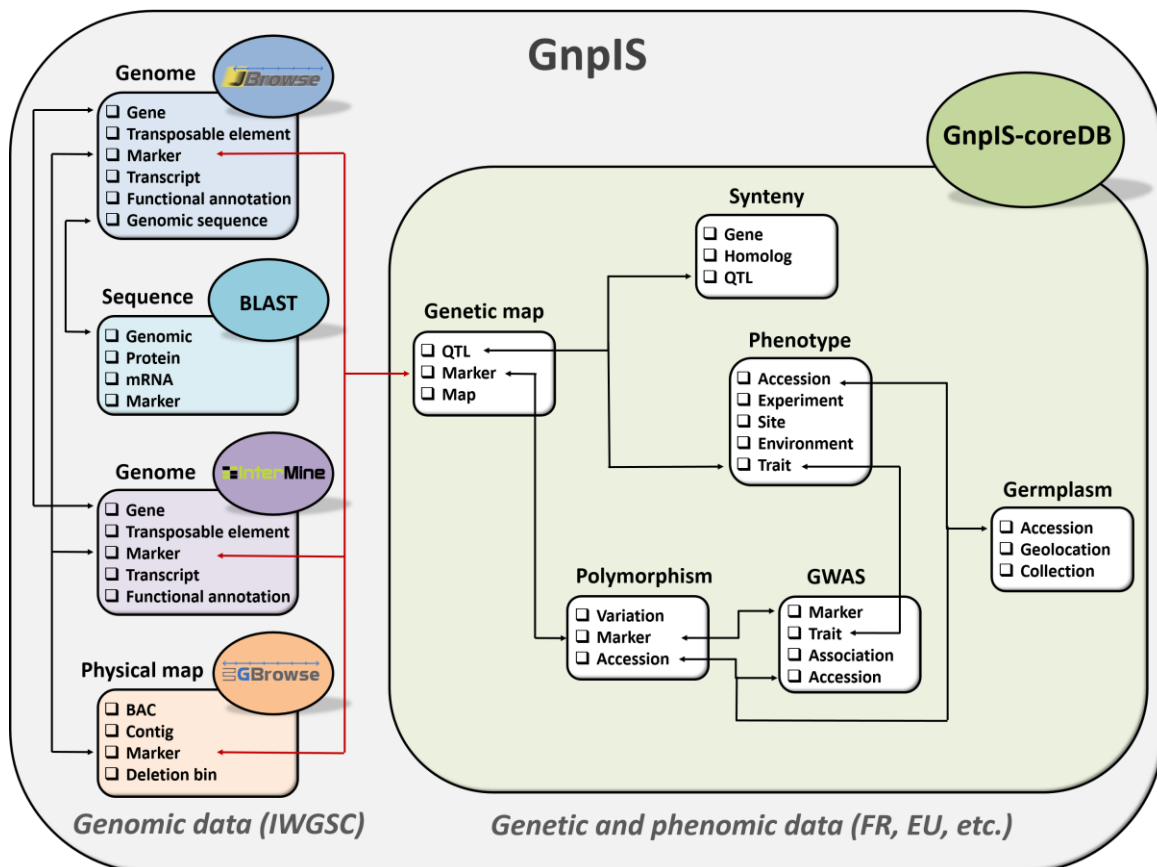 GnpIS
Genome
JBrowse
Gene
Transposable element
Marker
Transcript
Functional annotation
Genomic sequence
Sequence
BLAST
Genomic
Protein
mRNA
Marker
Genome
InterMine
Gene
Transposable element
Marker
Transcript
Functional annotation
Physical map
GBrowse
BAC
Contig
Marker
Deletion bin
Genomic data (IWGSC)
GnpIS-coreDB
Synteny
Gene
Homolog
QTL
Genetic map
QTL
Marker
Map
Phenotype
Accession
Experiment
Site
Environment
Trait
Germplasm
Accession
Geolocation
Collection
Polymorphism
Variation
Marker
Accession
GWAS
Marker
Trait
Association
Accession
Genetic and phenomic data (FR, EU, etc.)